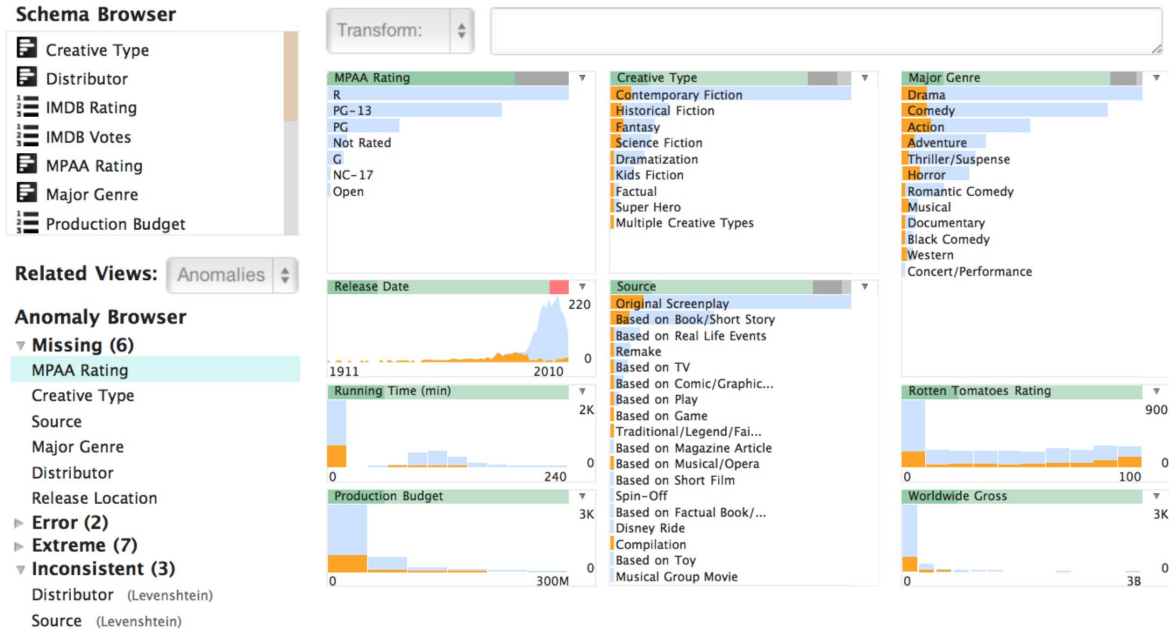 Schema Browser
Creative Type
Distributor
IMDB Rating
IMDB Votes
MPAA Rating
Major Genre
Production Budget
Related Views: Anomalies
Anomaly Browser
Missing (6)
MPAA Rating
Creative Type
Source
Major Genre
Distributor
Release Location
Error (2)
Extreme (7)
Inconsistent (3)
Distributor (Levenshtein)
Source (Levenshtein)
Transform:
MPAA Rating
R
PG-13
PG
Not Rated
G
NC-17
Open
Release Date
220
0
1911 2010
Running Time (min)
2K
0
0 240
Production Budget
3K
0
0 300M
Creative Type
Contemporary Fiction
Historical Fiction
Fantasy
Science Fiction
Dramatization
Kids Fiction
Factual
Super Hero
Multiple Creative Types
Source
Original Screenplay
Based on Book/Short Story
Based on Real Life Events
Remake
Based on TV
Based on Comic/Graphic...
Based on Play
Based on Game
Traditional/Legend/Fai...
Based on Magazine Article
Based on Musical/Opera
Based on Short Film
Spin-Off
Based on Factual Book/...
Disney Ride
Compilation
Based on Toy
Musical Group Movie
Major Genre
Drama
Comedy
Action
Adventure
Thriller/Suspense
Horror
Romantic Comedy
Musical
Documentary
Black Comedy
Western
Concert/Performance
Rotten Tomatoes Rating
900
0
0 100
Worldwide Gross
3K
0
0 3B